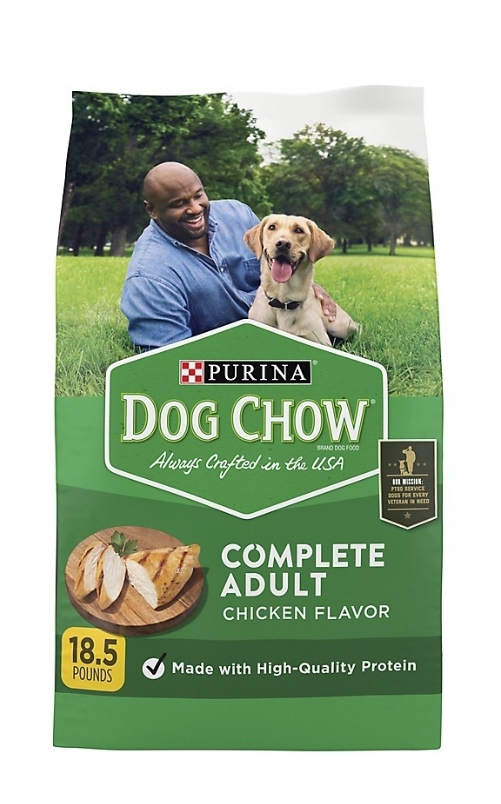 PURINA®
DOG CHOW®
BRAND DOG FOOD
Always Crafted in the USA
OUR MISSION:
PTSD SERVICE
DOGS FOR EVERY
VETERAN IN NEED
COMPLETE
ADULT
CHICKEN FLAVOR
18.5
POUNDS
Made with High-Quality Protein